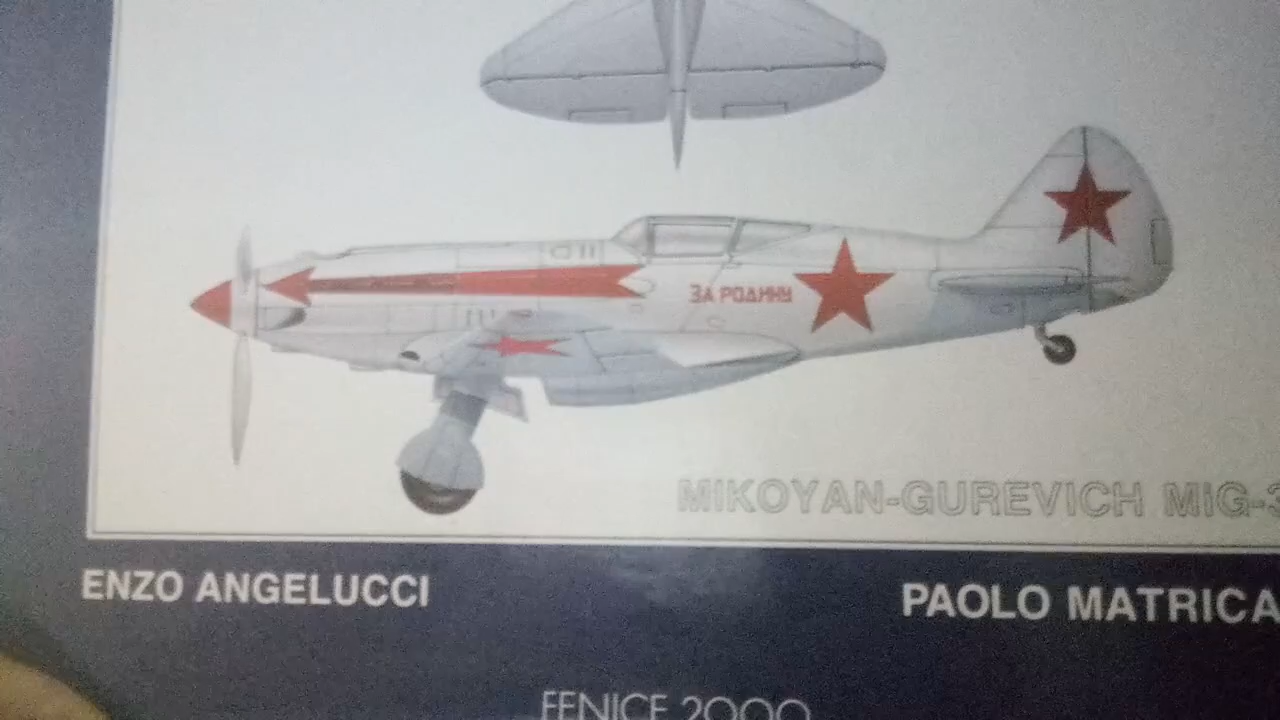 ЗА РОДИНУ
MIKOYAN-GUREVICH MIG-3
ENZO ANGELUCCI
PAOLO MATRICA
FENICE 2000